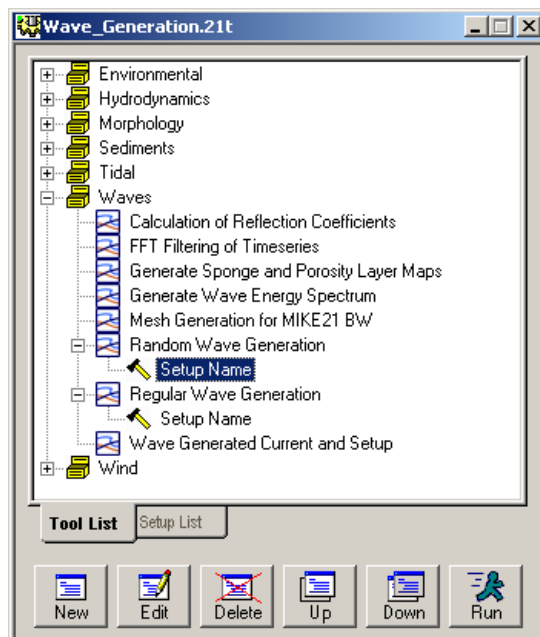 Wave_Generation.21t
Environmental
Hydrodynamics
Morphology
Sediments
Tidal
Waves
Calculation of Reflection Coefficients
FFT Filtering of Timeseries
Generate Sponge and Porosity Layer Maps
Generate Wave Energy Spectrum
Mesh Generation for MIKE21 BW
Random Wave Generation
Setup Name
Regular Wave Generation
Setup Name
Wave Generated Current and Setup
Wind
Tool List Setup List
New Edit Delete Up Down Run